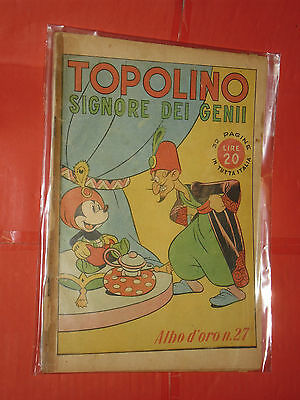 TOPOLINO
SIGNORE DEI GENII
32 PAGINE
LIRE
20
IN TUTTA ITALIA
Albo d'oro n.27